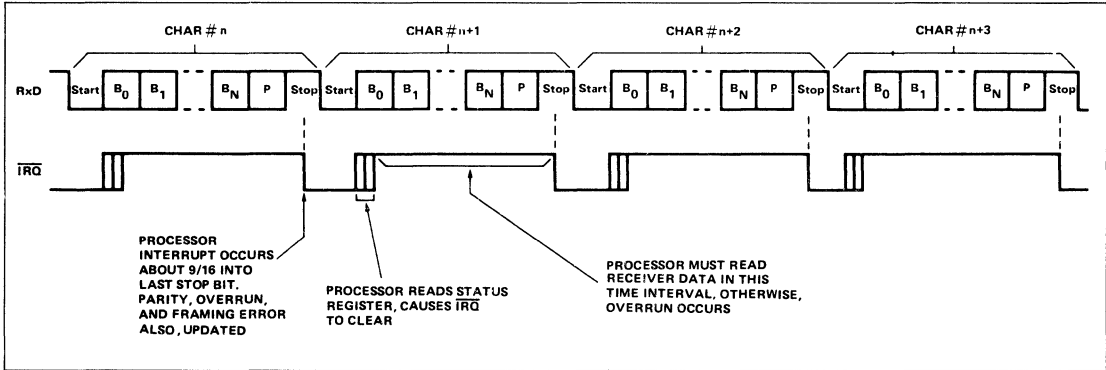 CHAR # n CHAR # n+1 CHAR # n+2 CHAR # n+3
RxD Start B0 B1 BN P Stop Start B0 B1 BN P Stop Start B0 B1 BN P Stop Start B0 B1 BN P Stop
IRQ
PROCESSOR
INTERRUPT OCCURS
ABOUT 9/16 INTO
LAST STOP BIT.
PARITY, OVERRUN,
AND FRAMING ERROR
ALSO, UPDATED
PROCESSOR READS STATUS
REGISTER, CAUSES IRQ
TO CLEAR
PROCESSOR MUST READ
RECEIVER DATA IN THIS
TIME INTERVAL, OTHERWISE,
OVERRUN OCCURS